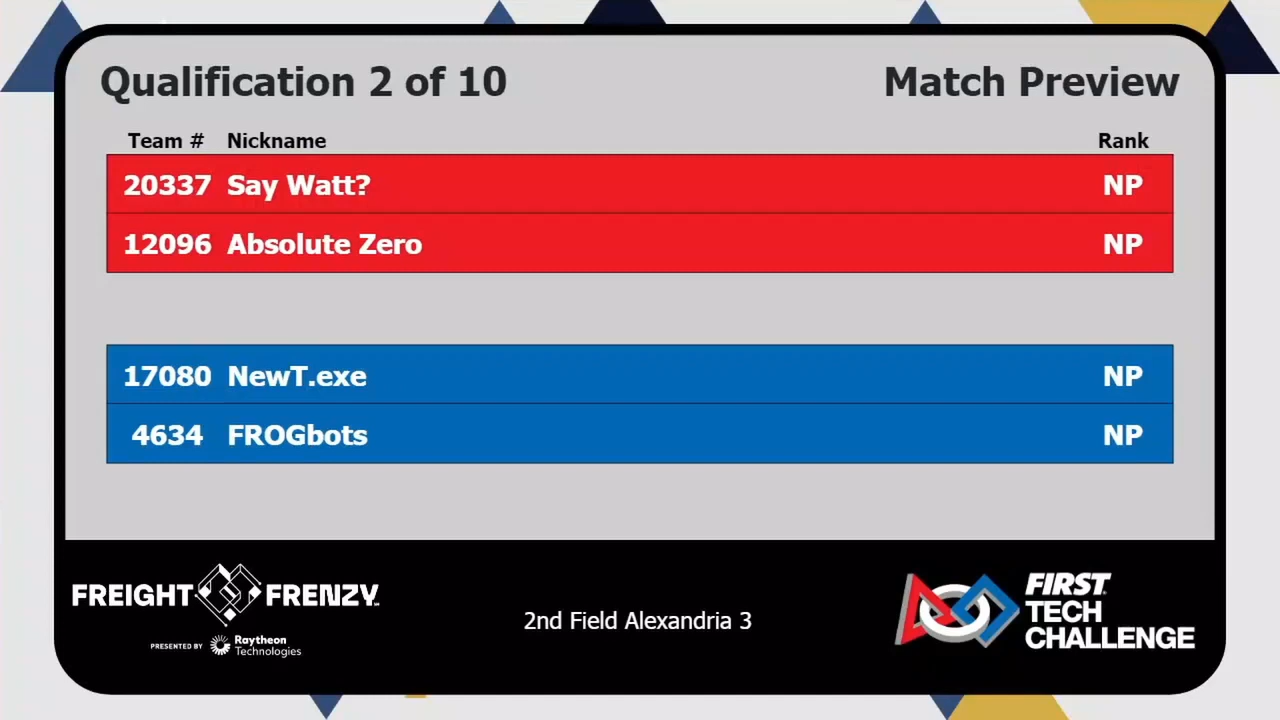 Qualification 2 of 10
Match Preview
Team # Nickname Rank
20337 Say Watt? NP
12096 Absolute Zero NP
17080 NewT.exe NP
4634 FROGbots NP
FREIGHT FRENZY
PRESENTED BY Raytheon Technologies
2nd Field Alexandria 3
FIRST
TECH
CHALLENGE